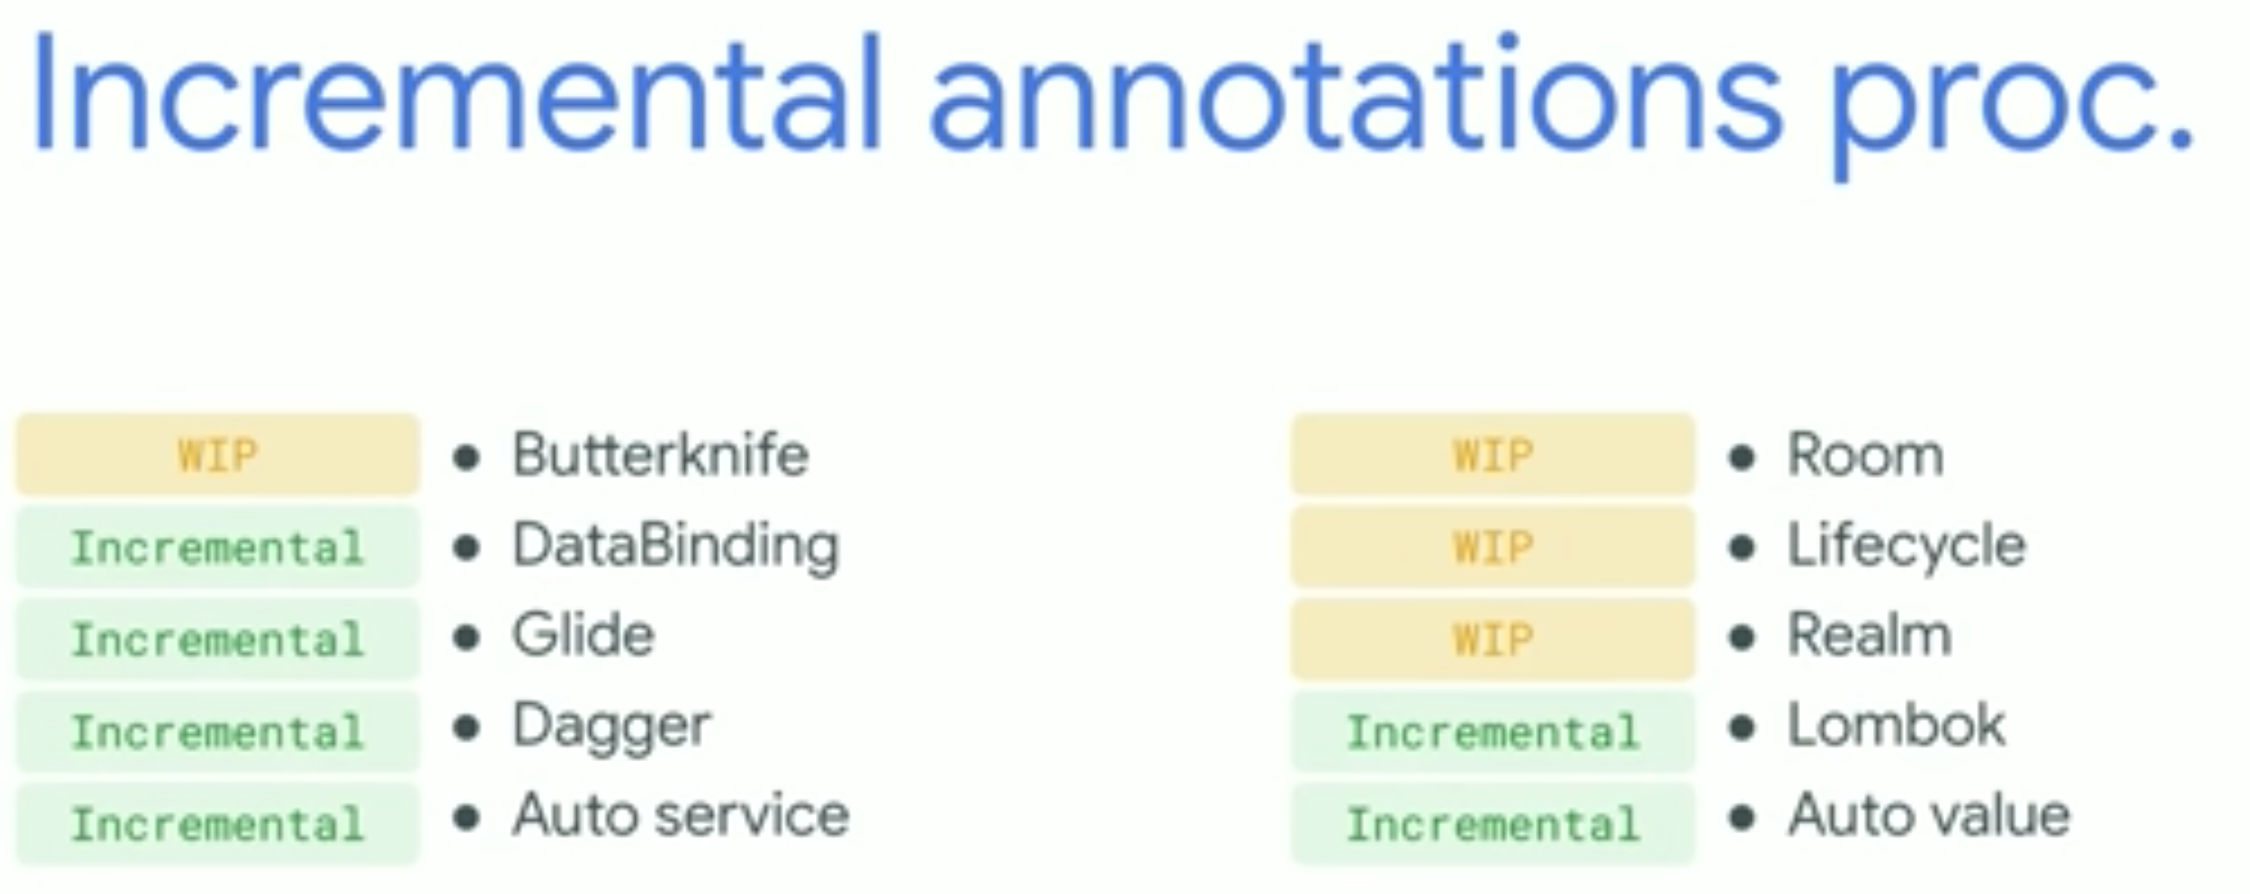 Incremental annotations proc.
WIP • Butterknife
Incremental • DataBinding
Incremental • Glide
Incremental • Dagger
Incremental • Auto service
WIP • Room
WIP • Lifecycle
WIP • Realm
Incremental • Lombok
Incremental • Auto value